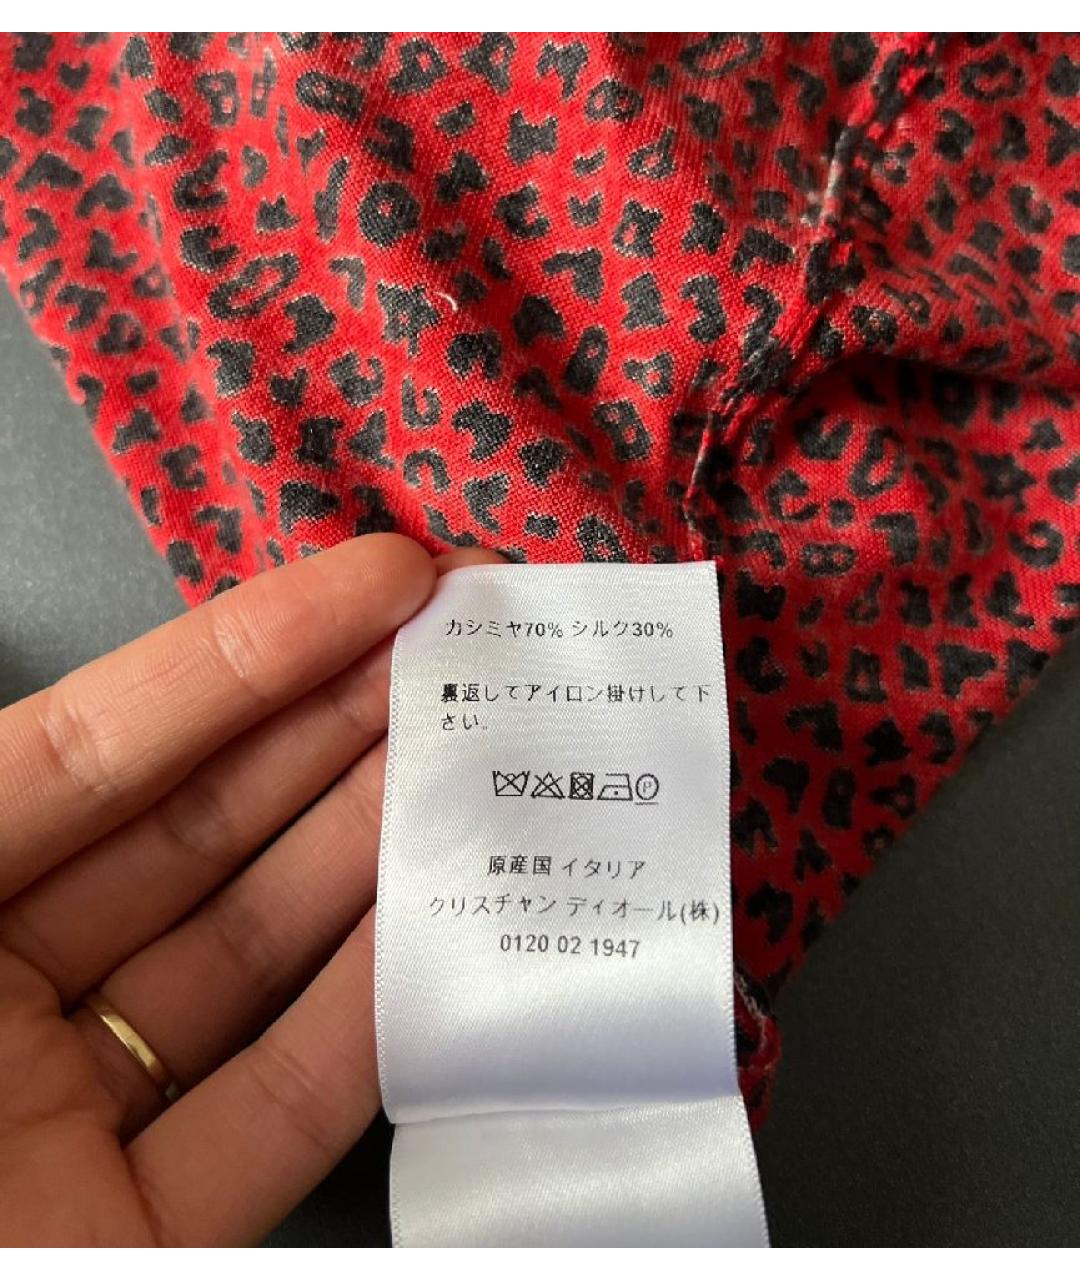 カシミヤ70% シルク30%
裏返してアイロン掛けして下
さい。
P
原産国 イタリア
クリスチャン ディオール(株)
0120 02 1947